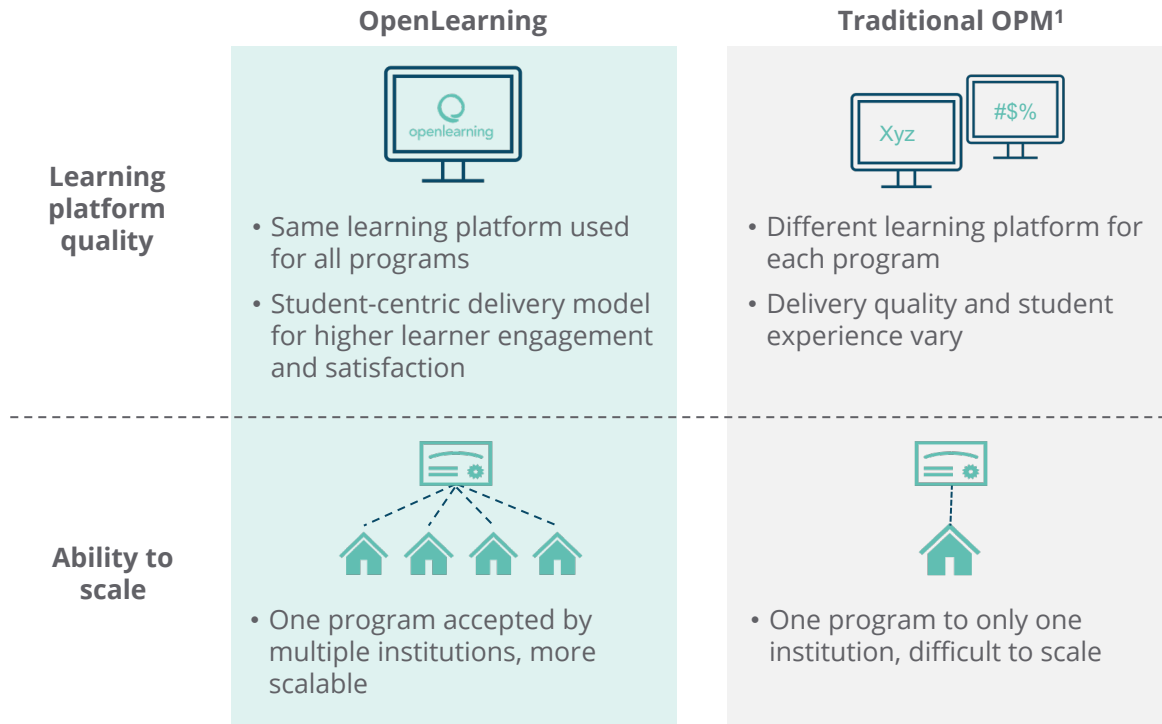 OpenLearning
Traditional OPM¹
Learning
platform
quality
openlearning
Xyz
#$%
• Same learning platform used
for all programs
• Student-centric delivery model
for higher learner engagement
and satisfaction
• Different learning platform for
each program
• Delivery quality and student
experience vary
Ability to
scale
• One program accepted by
multiple institutions, more
scalable
• One program to only one
institution, difficult to scale